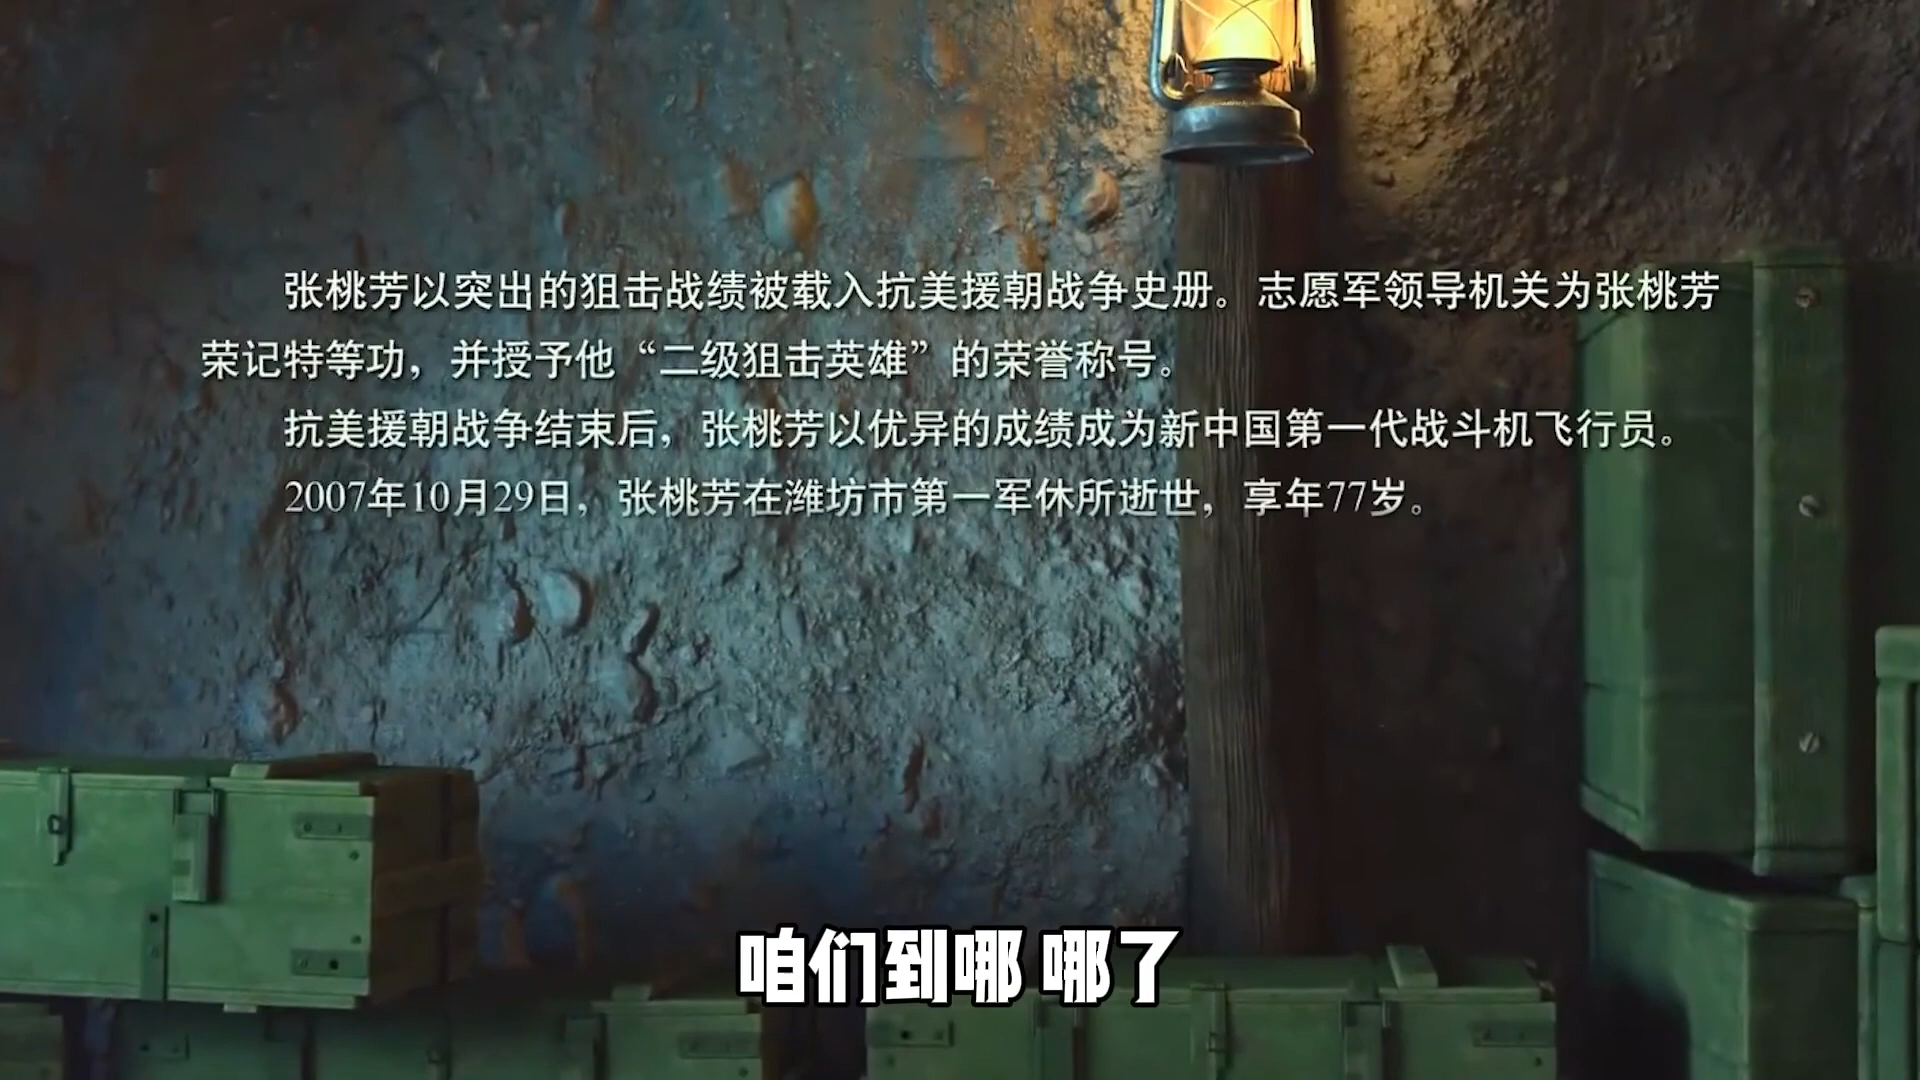 张桃芳以突出的狙击战绩被载入抗美援朝战争史册。志愿军领导机关为张桃芳
荣记特等功，并授予他“二级狙击英雄”的荣誉称号。
抗美援朝战争结束后，张桃芳以优异的成绩成为新中国第一代战斗机飞行员。
2007年10月29日，张桃芳在潍坊市第一军休所逝世，享年77岁。
咱们到哪 哪了